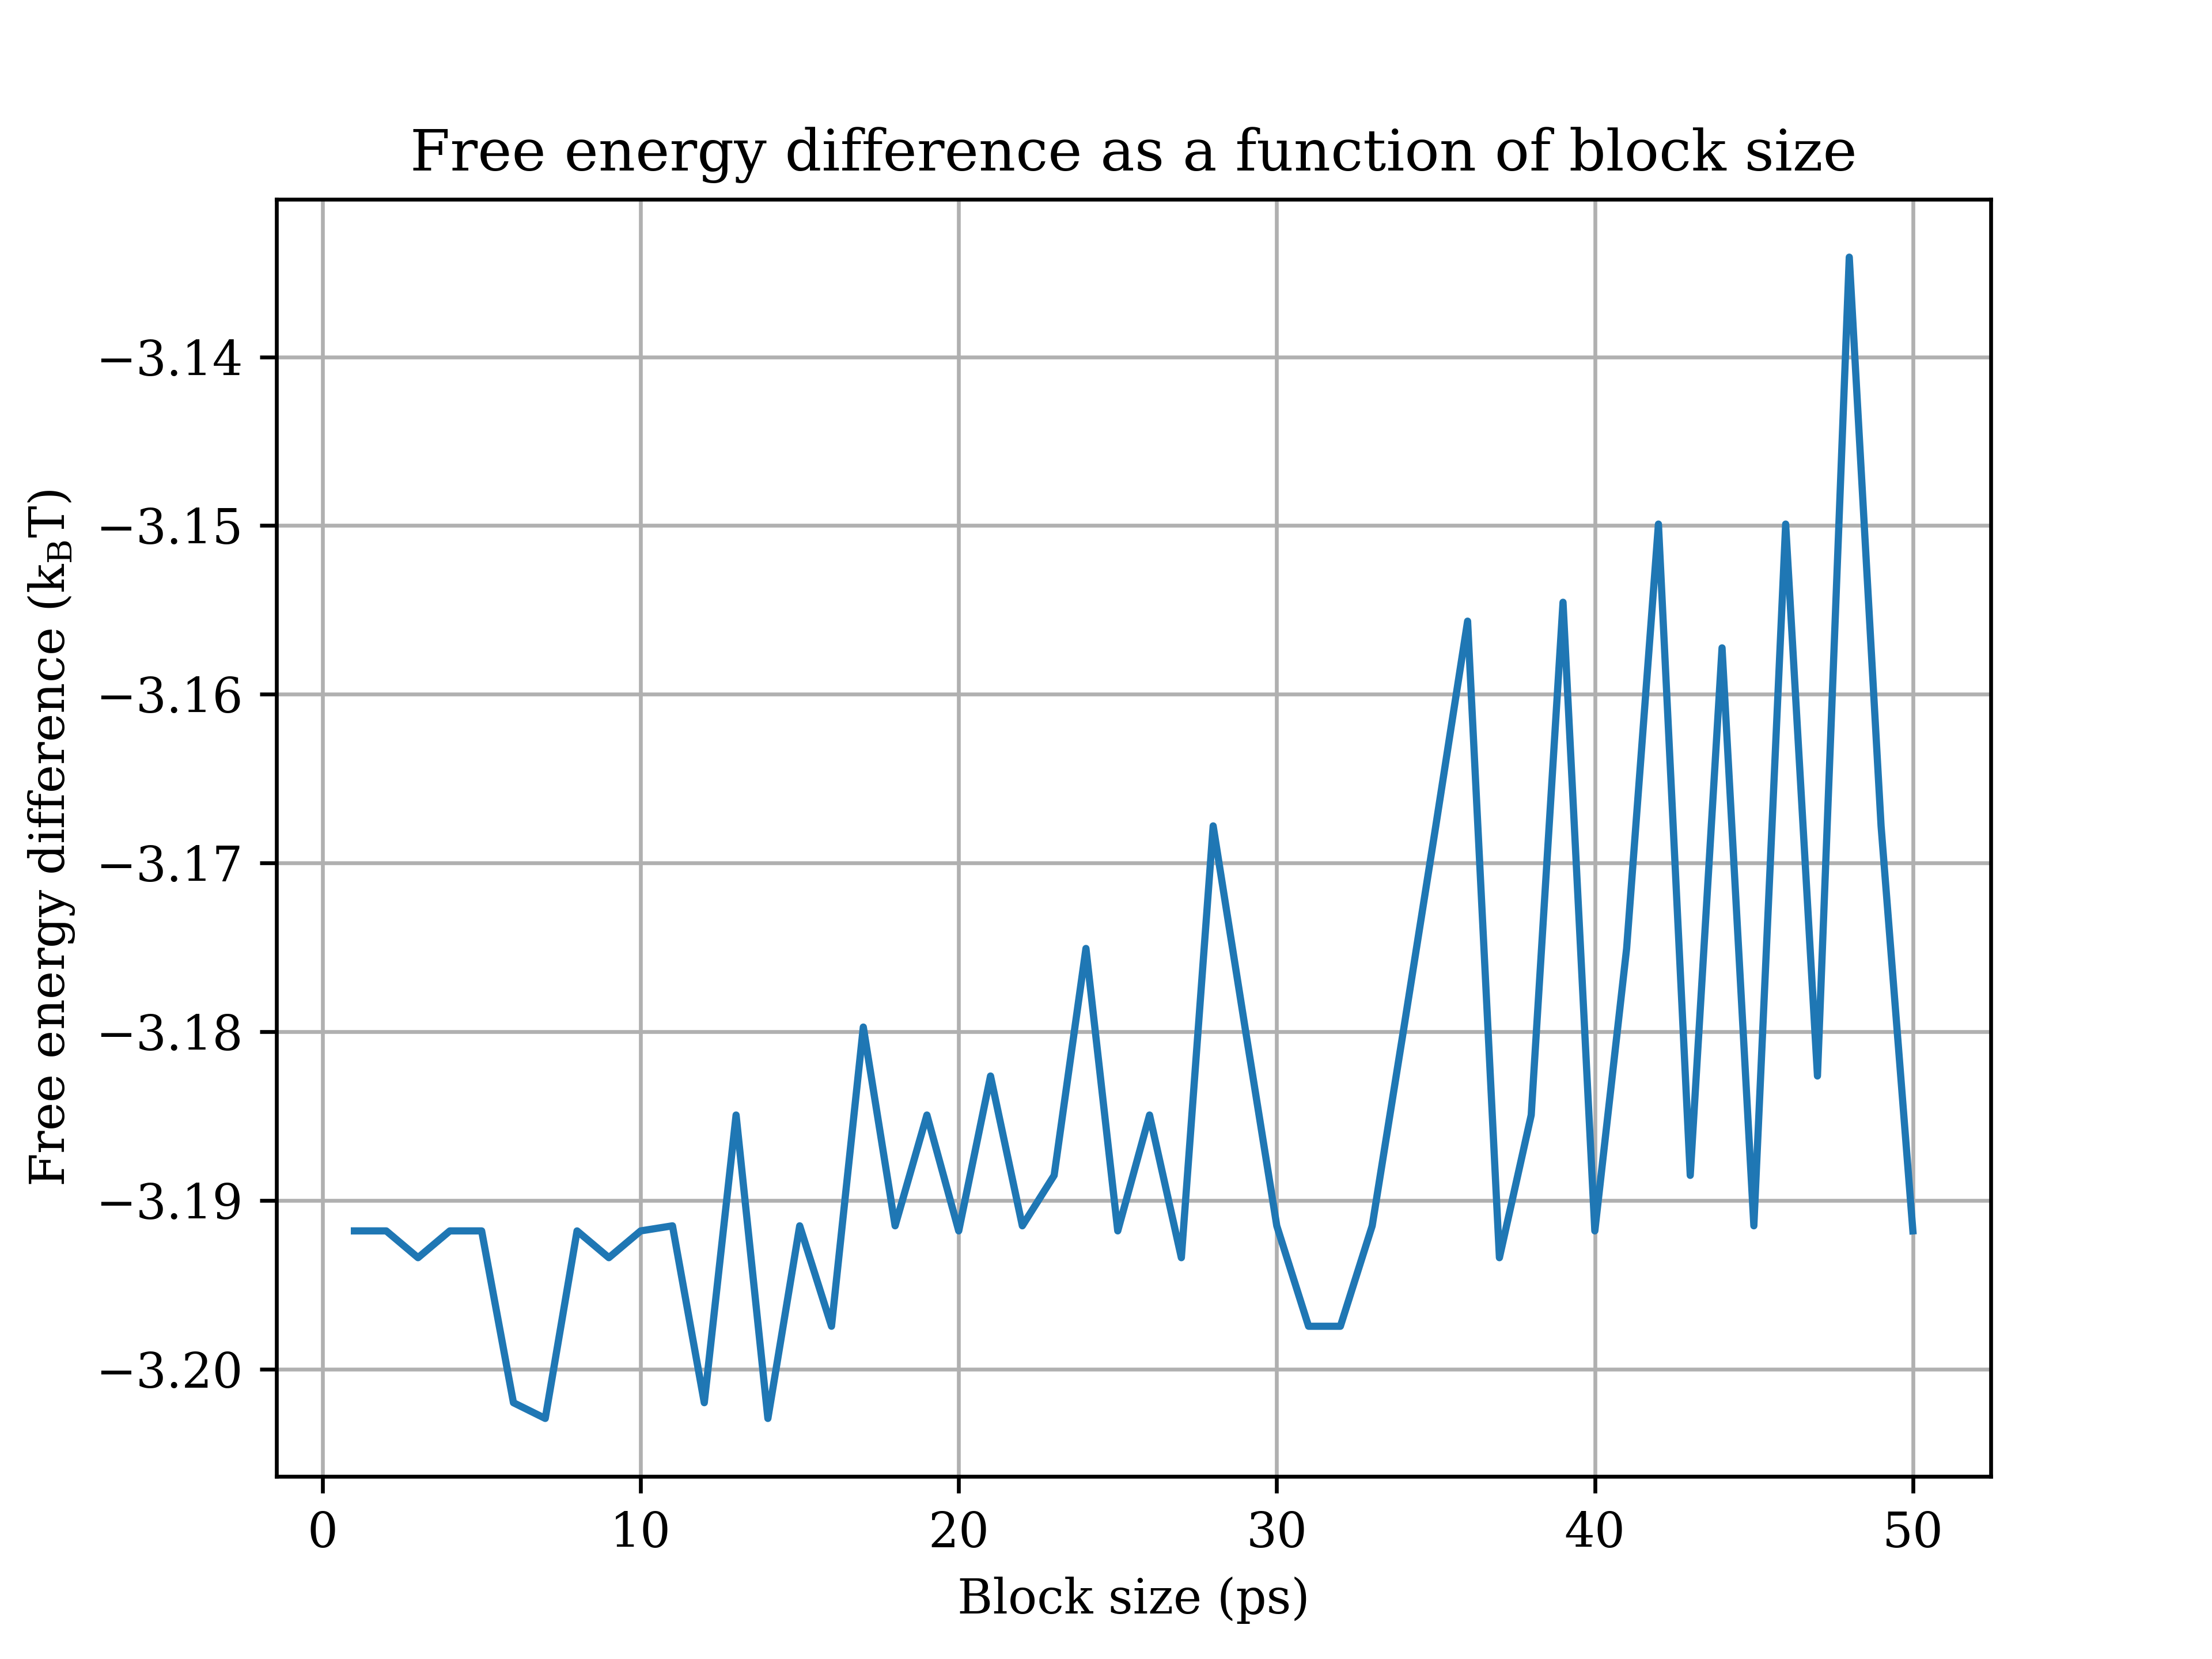 Free energy difference as a function of block size
Free energy difference (kBT)
−3.14
−3.15
−3.16
−3.17
−3.18
−3.19
−3.20
0 10 20 30 40 50
Block size (ps)